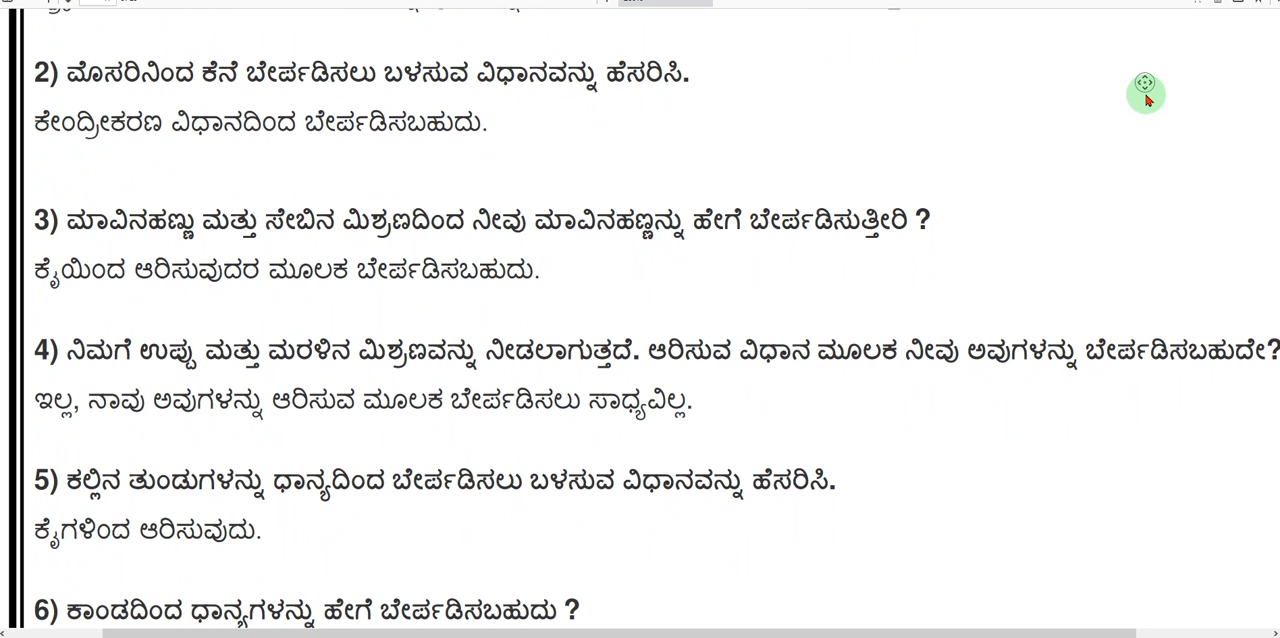 2) ಮೊಸರಿನಿಂದ ಕೆನೆ ಬೇರ್ಪಡಿಸಲು ಬಳಸುವ ವಿಧಾನವನ್ನು ಹೆಸರಿಸಿ.
ಕೇಂದ್ರೀಕರಣ ವಿಧಾನದಿಂದ ಬೇರ್ಪಡಿಸಬಹುದು.
3) ಮಾವಿನಹಣ್ಣು ಮತ್ತು ಸೇಬಿನ ಮಿಶ್ರಣದಿಂದ ನೀವು ಮಾವಿನಹಣ್ಣನ್ನು ಹೇಗೆ ಬೇರ್ಪಡಿಸುತ್ತೀರಿ ?
ಕೈಯಿಂದ ಆರಿಸುವುದರ ಮೂಲಕ ಬೇರ್ಪಡಿಸಬಹುದು.
4) ನಿಮಗೆ ಉಪ್ಪು ಮತ್ತು ಮರಳಿನ ಮಿಶ್ರಣವನ್ನು ನೀಡಲಾಗುತ್ತದೆ. ಆರಿಸುವ ವಿಧಾನ ಮೂಲಕ ನೀವು ಅವುಗಳನ್ನು ಬೇರ್ಪಡಿಸಬಹುದೇ?
ಇಲ್ಲ, ನಾವು ಅವುಗಳನ್ನು ಆರಿಸುವ ಮೂಲಕ ಬೇರ್ಪಡಿಸಲು ಸಾಧ್ಯವಿಲ್ಲ.
5) ಕಲ್ಲಿನ ತುಂಡುಗಳನ್ನು ಧಾನ್ಯದಿಂದ ಬೇರ್ಪಡಿಸಲು ಬಳಸುವ ವಿಧಾನವನ್ನು ಹೆಸರಿಸಿ.
ಕೈಗಳಿಂದ ಆರಿಸುವುದು.
6) ಕಾಂಡದಿಂದ ಧಾನ್ಯಗಳನ್ನು ಹೇಗೆ ಬೇರ್ಪಡಿಸಬಹುದು ?